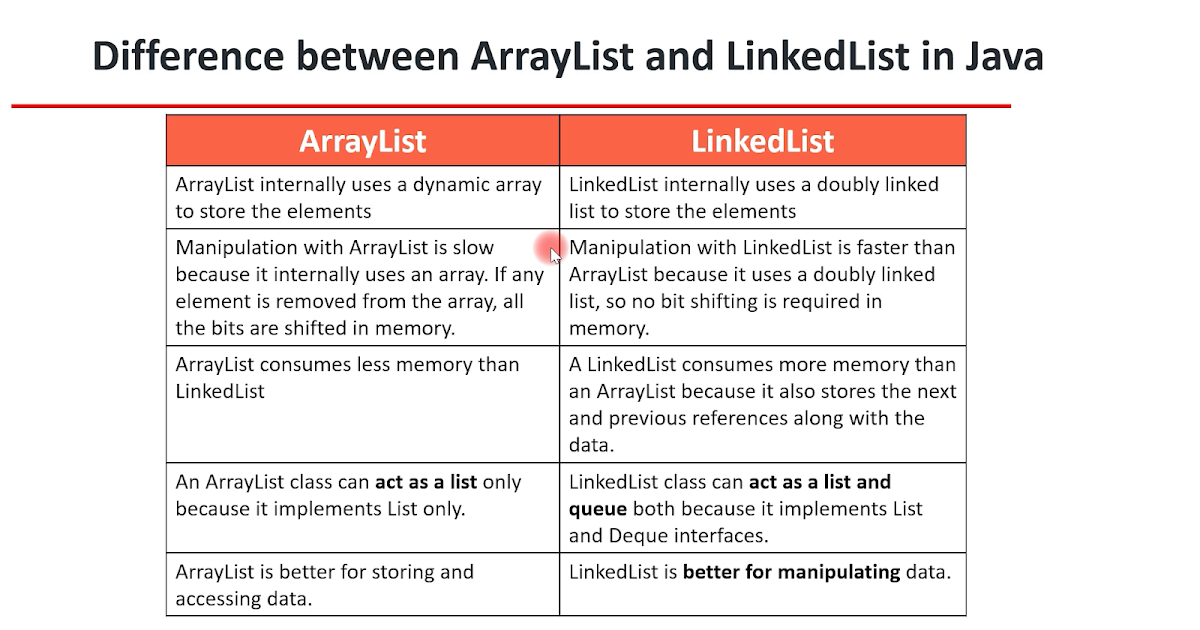 Difference between ArrayList and LinkedList in Java
ArrayList
LinkedList
ArrayList internally uses a dynamic array
to store the elements
LinkedList internally uses a doubly linked
list to store the elements
Manipulation with ArrayList is slow
because it internally uses an array. If any
element is removed from the array, all
the bits are shifted in memory.
Manipulation with LinkedList is faster than
ArrayList because it uses a doubly linked
list, so no bit shifting is required in
memory.
ArrayList consumes less memory than
LinkedList
A LinkedList consumes more memory than
an ArrayList because it also stores the next
and previous references along with the
data.
An ArrayList class can act as a list only
because it implements List only.
LinkedList class can act as a list and
queue both because it implements List
and Deque interfaces.
ArrayList is better for storing and
accessing data.
LinkedList is better for manipulating data.